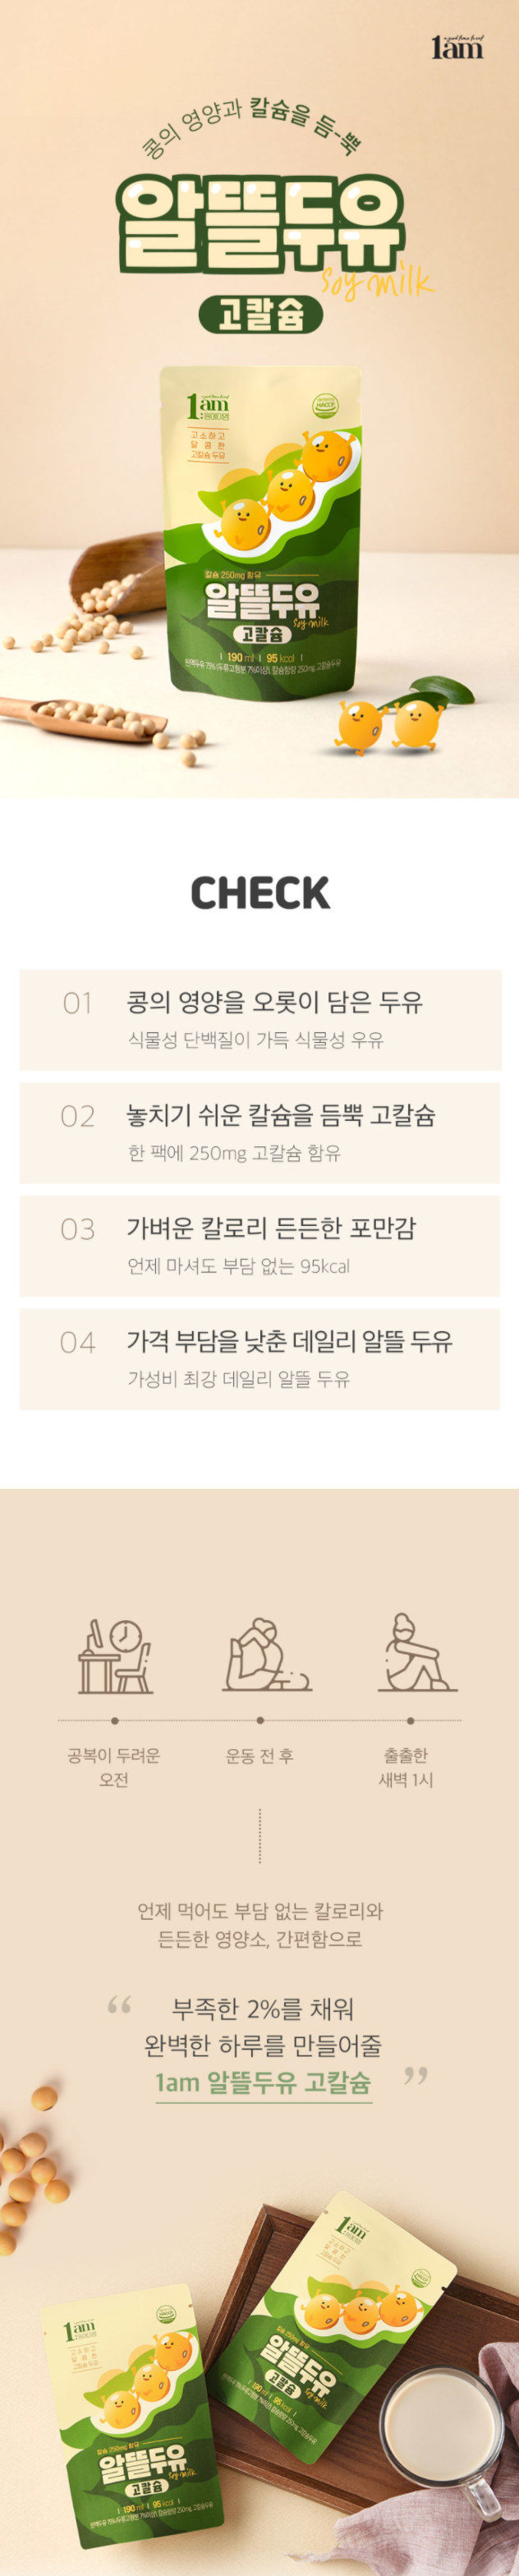 a good time to eat
1am
콩의 영양과 칼슘을 듬-뿍
알뜰두유
soy milk
고칼슘
1am
원에이엠
HACCP
고소하고
달콤한
고칼슘 두유
칼슘 250mg 함유
알뜰두유
soy milk
고칼슘
190 ml | 95 kcal
CHECK
01 콩의 영양을 오롯이 담은 두유
식물성 단백질이 가득 식물성 우유
02 놓치기 쉬운 칼슘을 듬뿍 고칼슘
한 팩에 250mg 고칼슘 함유
03 가벼운 칼로리 든든한 포만감
언제 마셔도 부담 없는 95kcal
04 가격 부담을 낮춘 데일리 알뜰 두유
가성비 최강 데일리 알뜰 두유
공복이 두려운
오전
운동 전 후
출출한
새벽 1시
언제 먹어도 부담 없는 칼로리와
든든한 영양소, 간편함으로
“ 부족한 2%를 채워
완벽한 하루를 만들어줄
1am 알뜰두유 고칼슘 ”
1am
알뜰두유
soy milk
고칼슘
190 ml | 95 kcal
1am
칼슘 250mg 함유
알뜰두유
soy milk
고칼슘
190 ml | 95 kcal